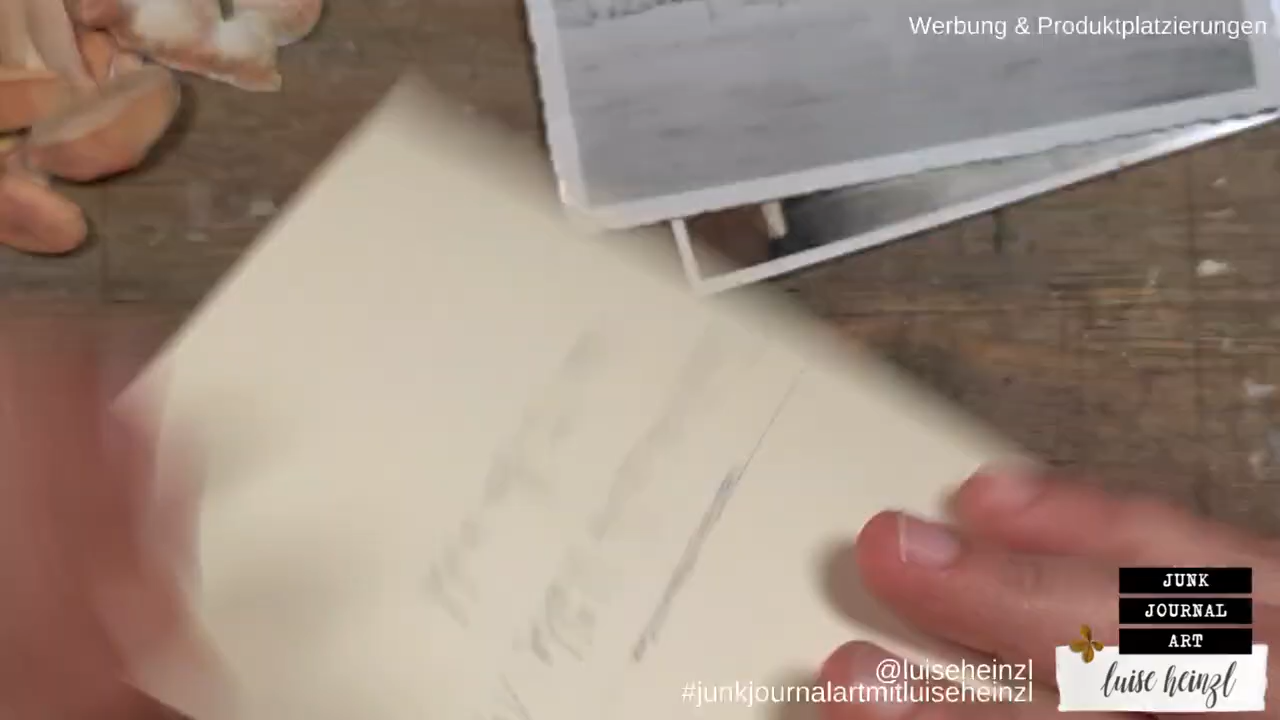 Werbung & Produktplatzierungen
JUNK
JOURNAL
ART
luise heinzl
@luiseheinzl
#junkjournalartmitluiseheinzl